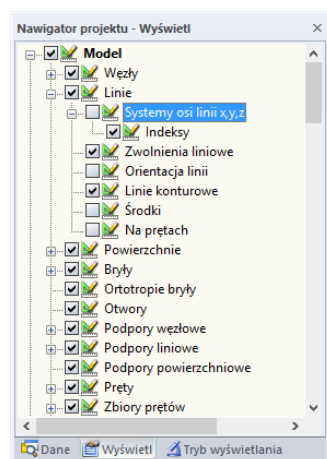 Nawigator projektu - Wyświetl
Model
Węzły
Linie
Systemy osi linii x,y,z
Indeksy
Zwolnienia liniowe
Orientacja linii
Linie konturowe
Środki
Na prętach
Powierzchnie
Bryły
Ortotropie bryły
Otwory
Podpory węzłowe
Podpory liniowe
Podpory powierzchniowe
Pręty
Zbiory prętów
Dane Wyświetl Tryb wyświetlania